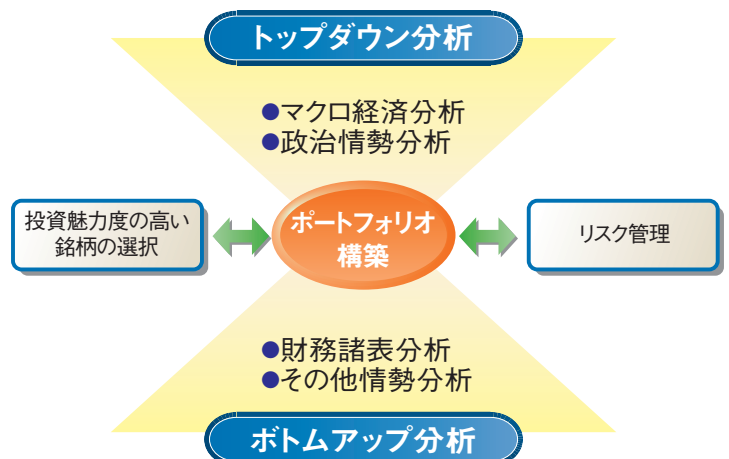 トップダウン分析
●マクロ経済分析
●政治情勢分析
投資魅力度の高い
銘柄の選択
ポートフォリオ
構築
リスク管理
●財務諸表分析
●その他情勢分析
ボトムアップ分析